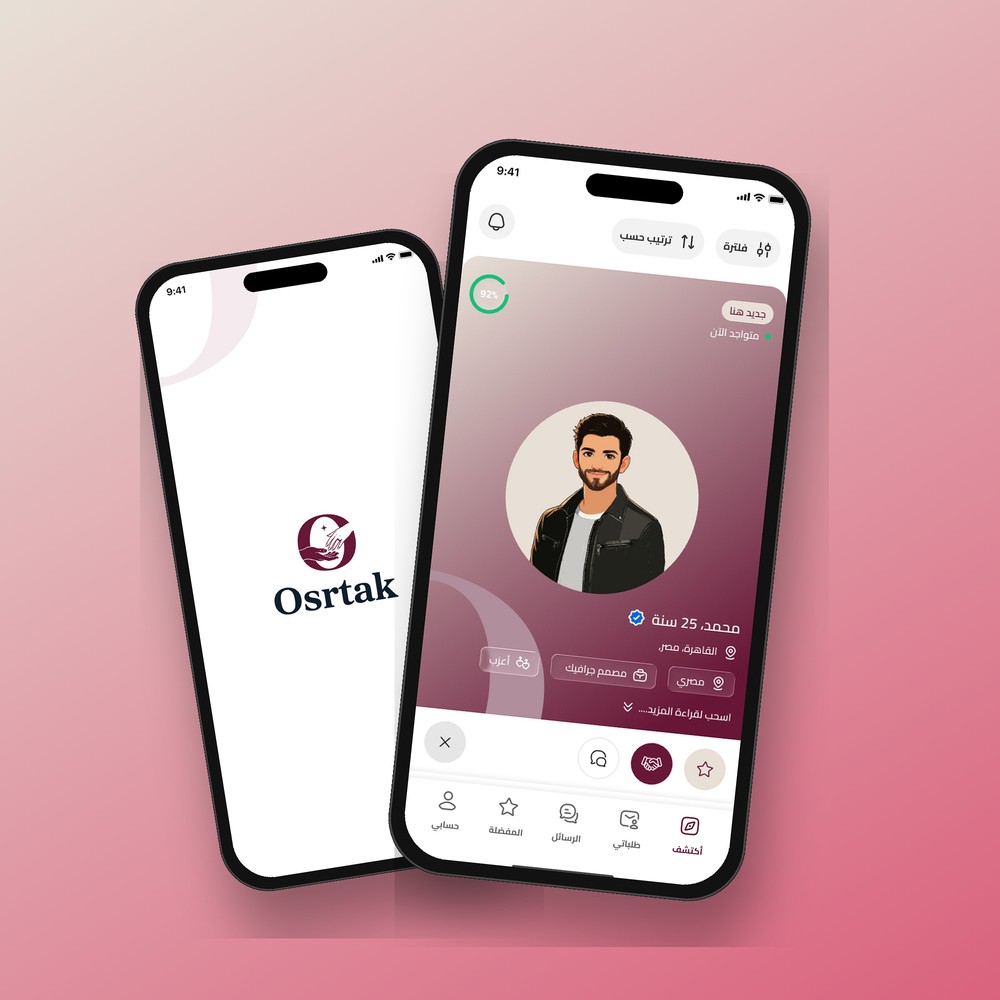 9:41
Osrtak
9:41
فلترة
ترتيب حسب
92%
جديد هنا
متواجد الآن
محمد، 25 سنة
القاهرة، مصر.
مصري
مصمم جرافيك
أعزب
اسحب لقراءة المزيد....
أكتشف
طلباتي
الرسائل
المفضلة
حسابي